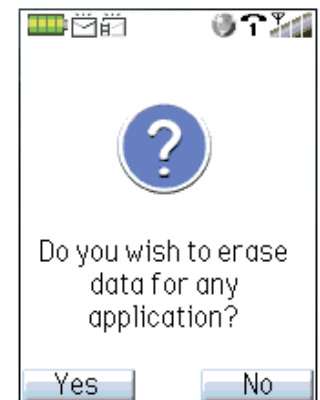 ?
Do you wish to erase
data for any
application?
Yes No